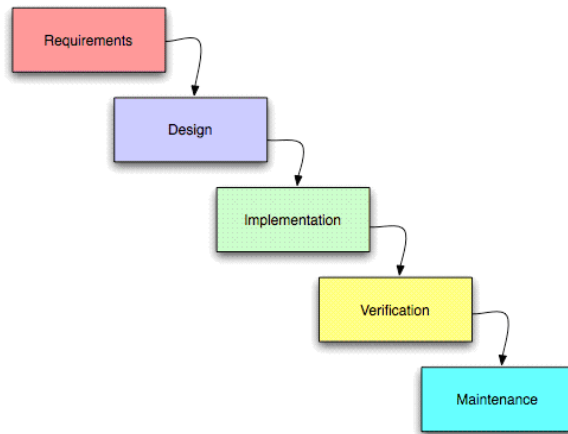 Requirements
Design
Implementation
Verification
Maintenance